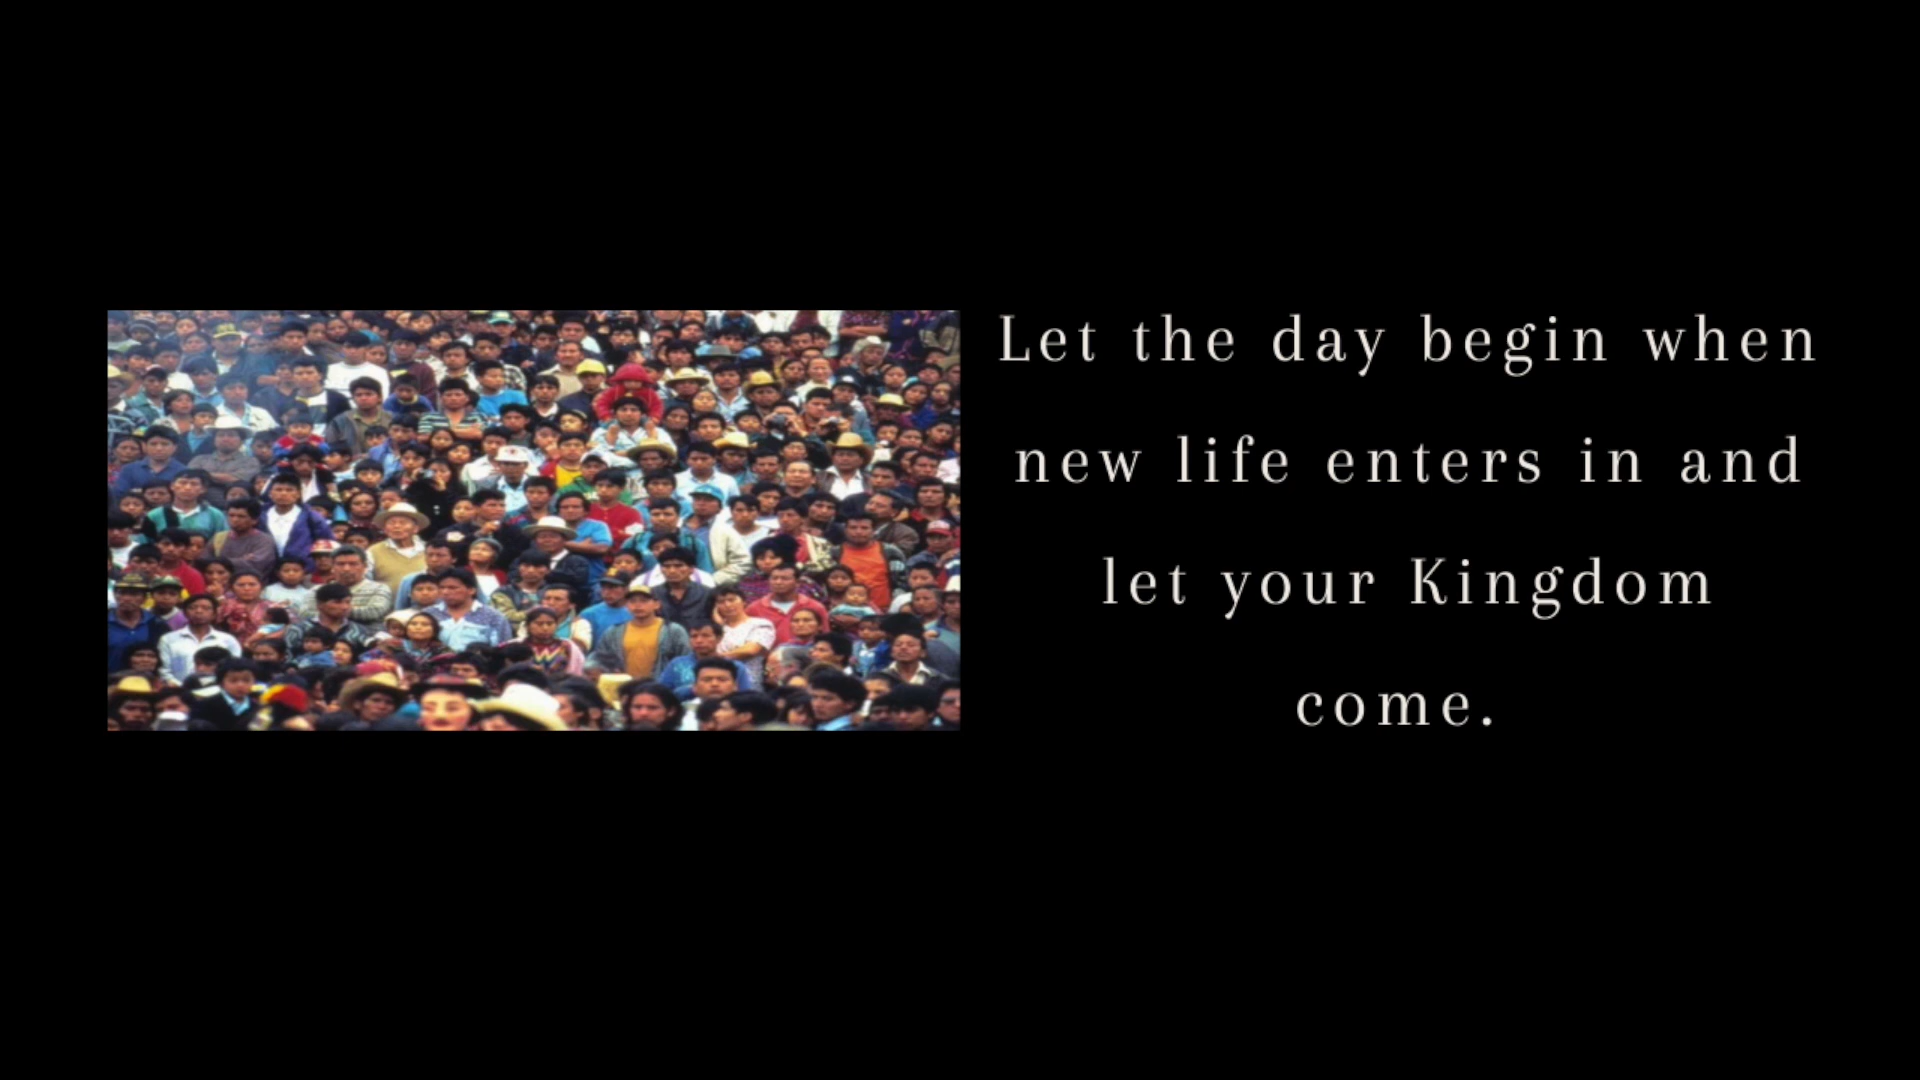 Let the day begin when
new life enters in and
let your Kingdom
come.